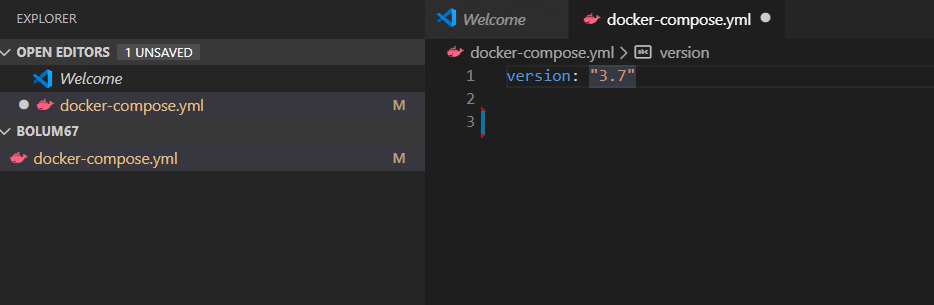 EXPLORER
OPEN EDITORS 1 UNSAVED
Welcome
docker-compose.yml M
BOLUM67
docker-compose.yml M
Welcome docker-compose.yml
docker-compose.yml > abc version
1 version: "3.7"
2
3